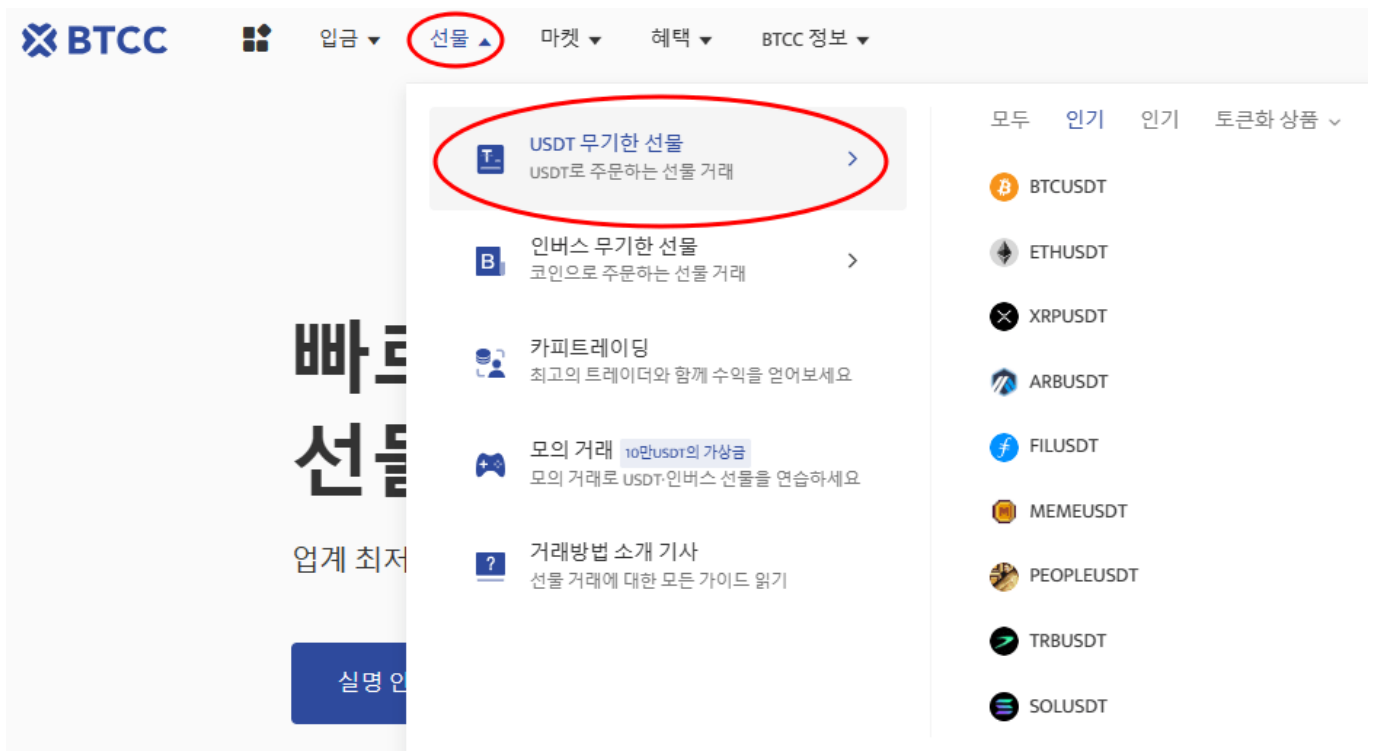 BTCC
입금
선물
마켓
혜택
BTCC 정보
USDT 무기한 선물
USDT로 주문하는 선물 거래
인버스 무기한 선물
코인으로 주문하는 선물 거래
카피트레이딩
최고의 트레이더와 함께 수익을 얻어보세요
모의 거래 10만USDT의 가상금
모의 거래로 USDT·인버스 선물을 연습하세요
거래방법 소개 기사
선물 거래에 대한 모든 가이드 읽기
모두 인기 인기 토큰화 상품
BTCUSDT
ETHUSDT
XRPUSDT
ARBUSDT
FILUSDT
MEMEUSDT
PEOPLEUSDT
TRBUSDT
SOLUSDT
빠르
선물
업계 최저
실명 인